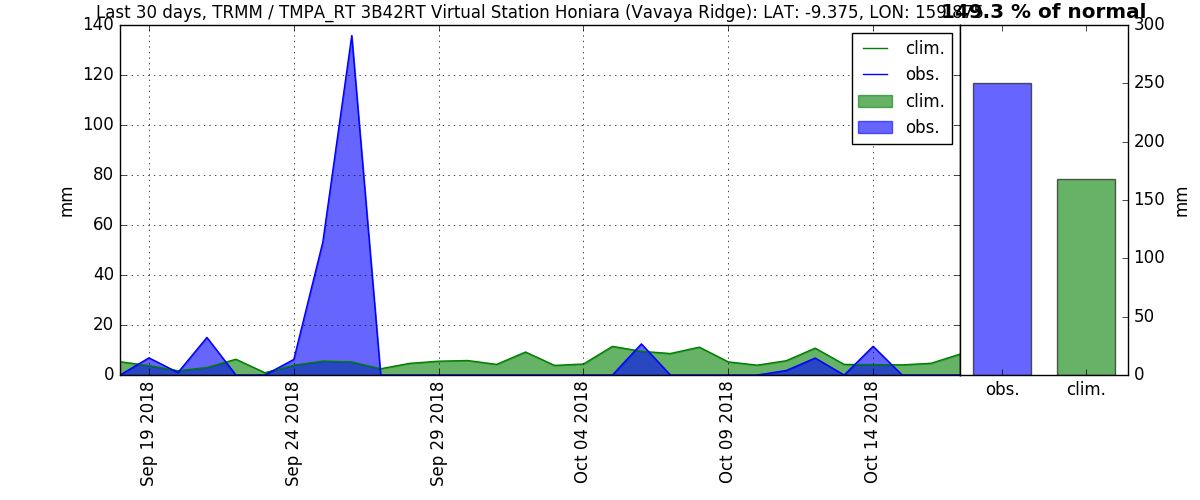 Last 30 days, TRMM / TMPA_RT 3B42RT Virtual Station Honiara (Vavaya Ridge): LAT: -9.375, LON:
149.3 % of normal
140
120
100
80
60
40
20
0
mm
clim.
obs.
clim.
obs.
Sep 19 2018
Sep 24 2018
Sep 29 2018
Oct 04 2018
Oct 09 2018
Oct 14 2018
300
250
200
150
100
50
0
mm
obs.
clim.